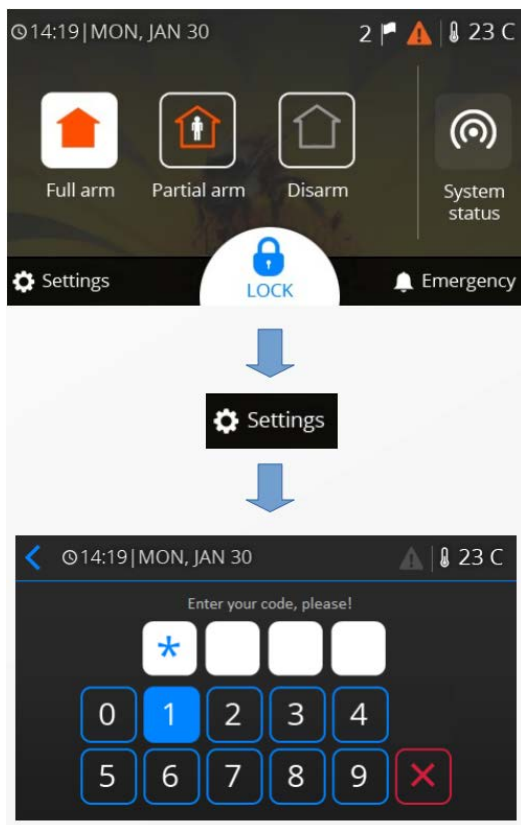 14:19|MON, JAN 30
2
23 C
Full arm
Partial arm
Disarm
System
status
Settings
LOCK
Emergency
Settings
14:19|MON, JAN 30
23 C
Enter your code, please!
*
0 1 2 3 4
5 6 7 8 9